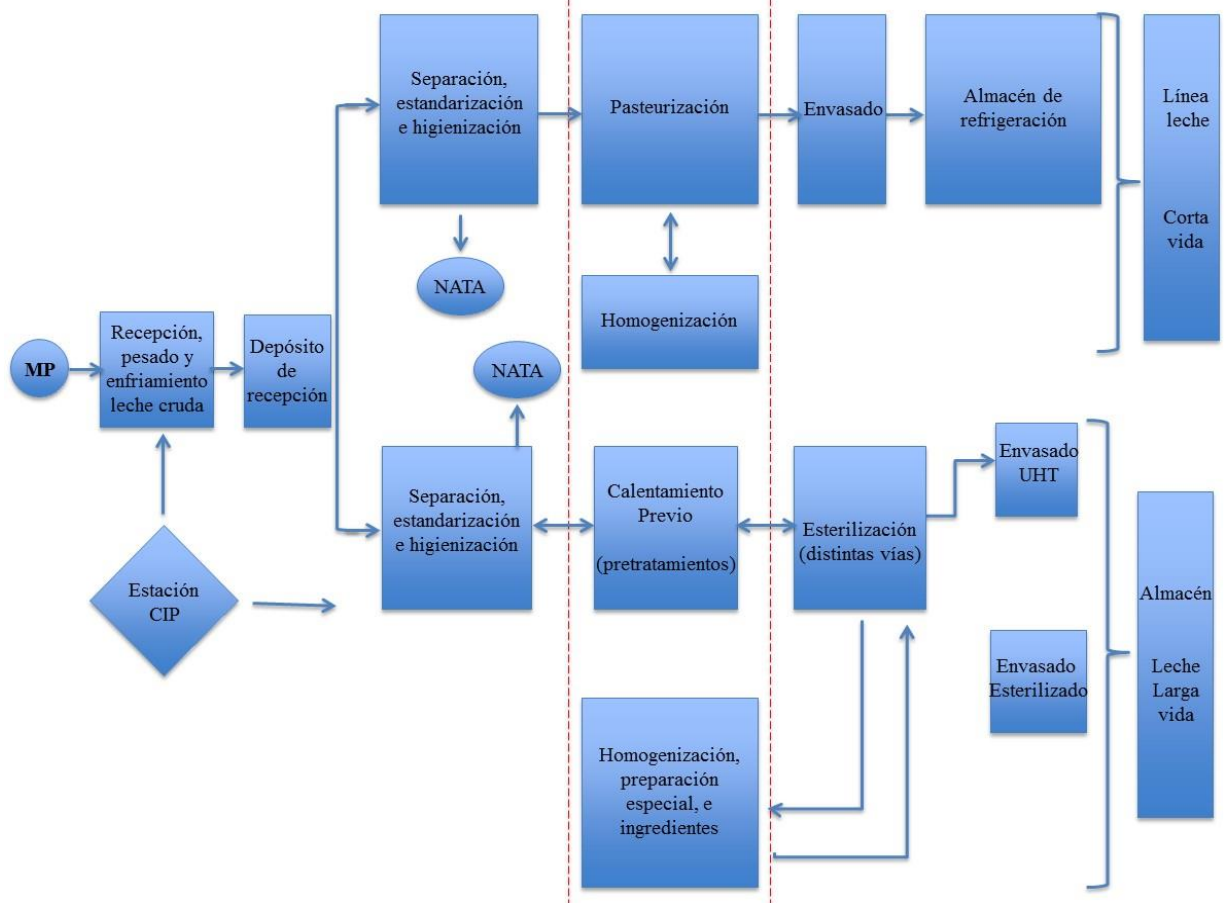 Separación,
estandarización
e higienización
Pasteurización
Envasado
Almacén de
refrigeración
Línea
leche
Corta
vida
NATA
Homogenización
MP
Recepción,
pesado y
enfriamiento
leche cruda
Depósito
de
recepción
NATA
Separación,
estandarización
e higienización
Calentamiento
Previo
(pretratamientos)
Esterilización
(distintas vías)
Envasado
UHT
Estación
CIP
Envasado
Esterilizado
Almacén
Leche
Larga
vida
Homogenización,
preparación
especial, e
ingredientes